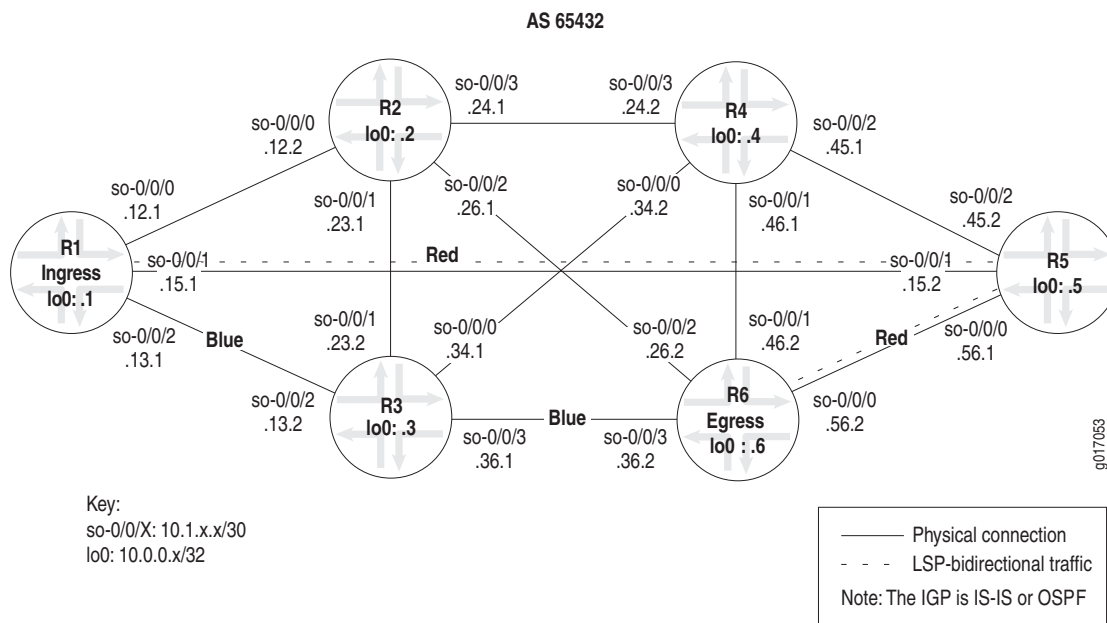 AS 65432
R2
lo0: .2
R4
lo0: .4
so-0/0/3
.24.1
so-0/0/3
.24.2
so-0/0/0
.12.2
so-0/0/2
.45.1
so-0/0/0
.12.1
so-0/0/1
.23.1
so-0/0/2
.26.1
so-0/0/0
.34.2
so-0/0/1
.46.1
so-0/0/2
.45.2
R1
Ingress
lo0: .1
so-0/0/1
.15.1
Red
so-0/0/1
.15.2
R5
lo0: .5
so-0/0/2
.13.1
Blue
so-0/0/1
.23.2
so-0/0/0
.34.1
so-0/0/2
.26.2
so-0/0/1
.46.2
Red
so-0/0/0
.56.1
so-0/0/2
.13.2
R3
lo0: .3
Blue
R6
Egress
lo0 : .6
so-0/0/0
.56.2
so-0/0/3
.36.1
so-0/0/3
.36.2
g017053
Key:
so-0/0/X: 10.1.x.x/30
lo0: 10.0.0.x/32
Physical connection
LSP-bidirectional traffic
Note: The IGP is IS-IS or OSPF